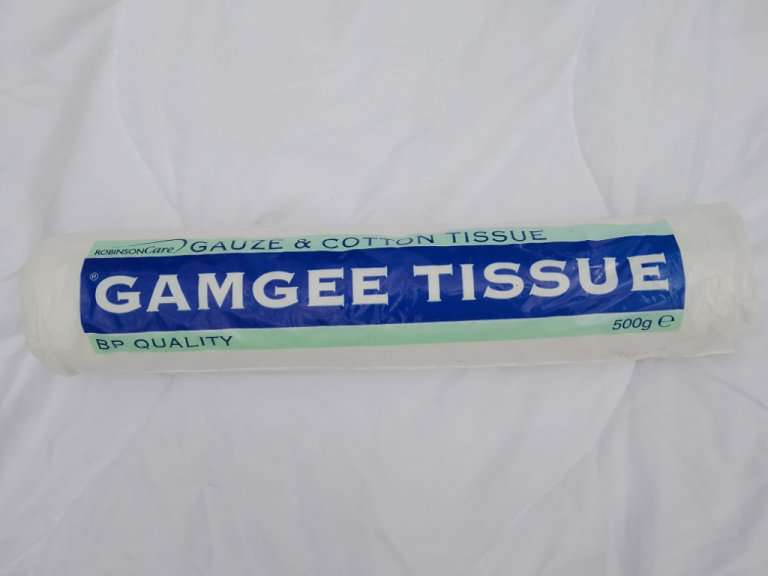 ROBINSONCare GAUZE & COTTON TISSUE
® GAMGEE TISSUE
BP QUALITY
500g ℮